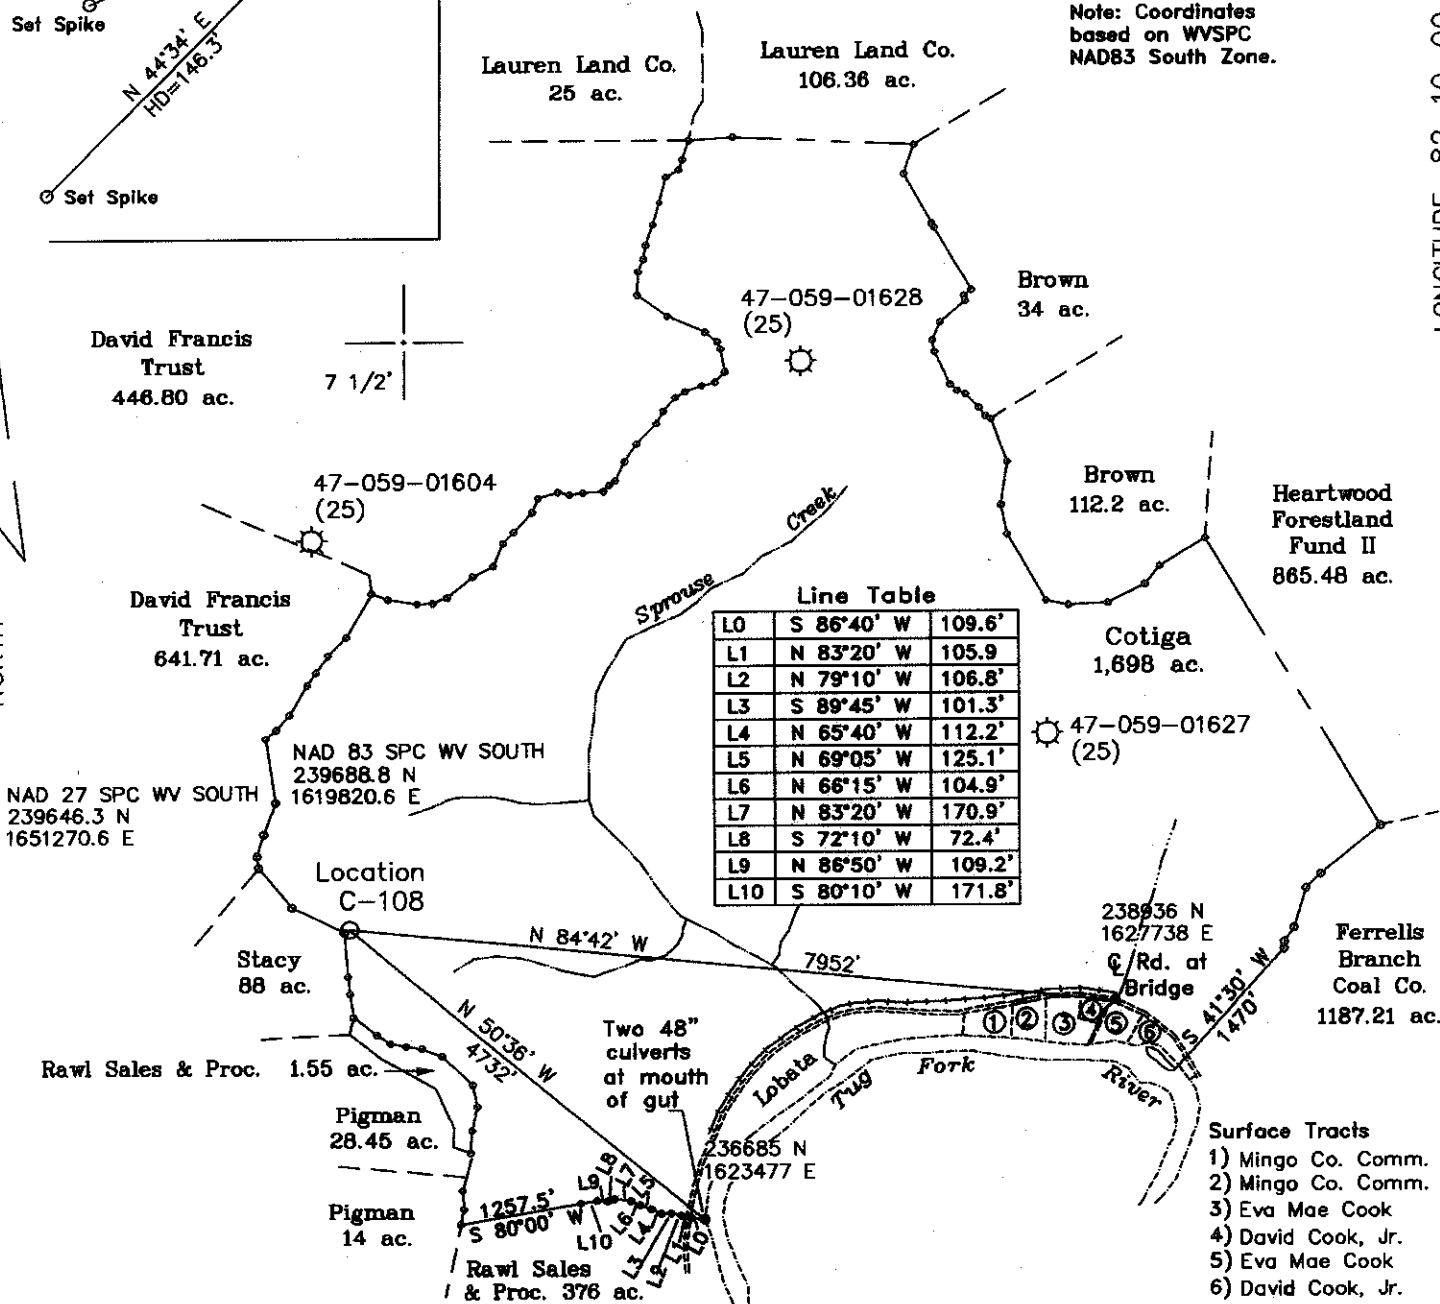 Set Spike
N 44°34' E
HD=146.3'
Set Spike
Lauren Land Co.
25 ac.
Lauren Land Co.
106.36 ac.
Note: Coordinates
based on WVSPC
NAD83 South Zone.
David Francis
Trust
446.80 ac.
7 1/2'
47-059-01628
(25)
Brown
34 ac.
47-059-01604
(25)
Brown
112.2 ac.
Heartwood
Forestland
Fund II
865.48 ac.
David Francis
Trust
641.71 ac.
Sprouse Creek
Line Table
L0 S 86°40' W 109.6'
L1 N 83°20' W 105.9
L2 N 79°10' W 106.8'
L3 S 89°45' W 101.3'
L4 N 65°40' W 112.2'
L5 N 69°05' W 125.1'
L6 N 66°15' W 104.9'
L7 N 83°20' W 170.9'
L8 S 72°10' W 72.4'
L9 N 86°50' W 109.2'
L10 S 80°10' W 171.8'
Cotiga
1,698 ac.
47-059-01627
(25)
NAD 83 SPC WV SOUTH
239688.8 N
1619820.6 E
NAD 27 SPC WV SOUTH
239646.3 N
1651270.6 E
Location
C-108
N 84°42' W
7952'
238936 N
1627738 E
℄ Rd. at
Bridge
S 41°30' W
1470'
Ferrells
Branch
Coal Co.
1187.21 ac.
Stacy
88 ac.
N 50°36' W
4732'
Two 48"
culverts
at mouth
of gut
1 2 3 4 5 6
Lobata
Tug Fork River
Rawl Sales & Proc. 1.55 ac.
Pigman
28.45 ac.
236685 N
1623477 E
Pigman
14 ac.
1257.5'
S 80°00' W
L9 L8 L7 L5
L10 L6 L4 L3 L2 L1 L0
Rawl Sales
& Proc. 376 ac.
Surface Tracts
1) Mingo Co. Comm.
2) Mingo Co. Comm.
3) Eva Mae Cook
4) David Cook, Jr.
5) Eva Mae Cook
6) David Cook, Jr.